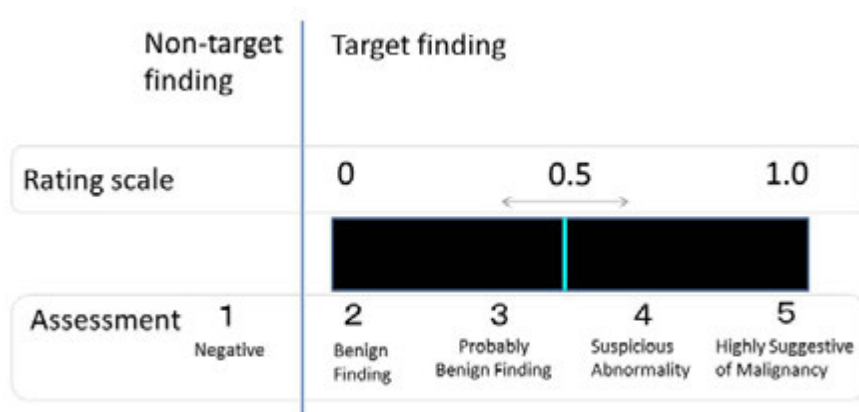 Non-target
finding
Target finding
Rating scale 0 0.5 1.0
Assessment 1 2 3 4 5
Negative
Benign
Finding
Probably
Benign Finding
Suspicious
Abnormality
Highly Suggestive
of Malignancy